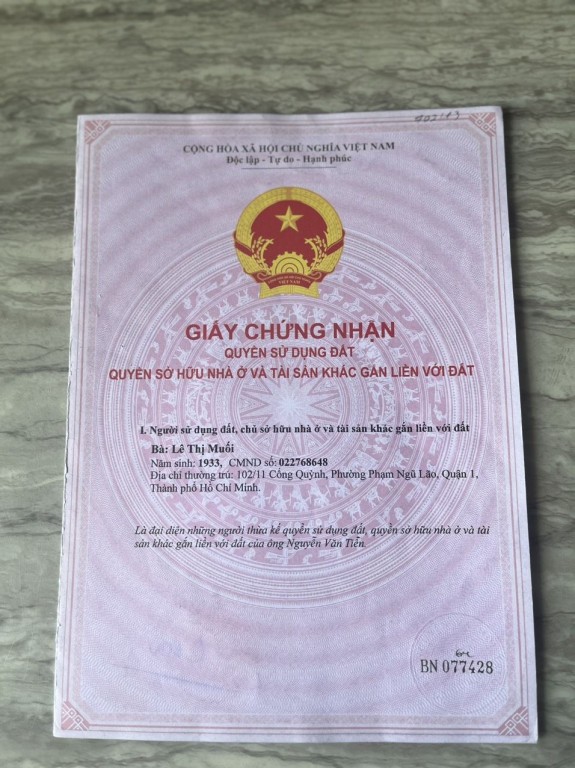 CỘNG HÒA XÃ HỘI CHỦ NGHĨA VIỆT NAM
Độc lập - Tự do - Hạnh phúc
VIỆT NAM
GIẤY CHỨNG NHẬN
QUYỀN SỬ DỤNG ĐẤT
QUYỀN SỞ HỮU NHÀ Ở VÀ TÀI SẢN KHÁC GẮN LIỀN VỚI ĐẤT
I. Người sử dụng đất, chủ sở hữu nhà ở và tài sản khác gắn liền với đất
Bà: Lê Thị Muối
Năm sinh: 1933, CMND số: 022768648
Địa chỉ thường trú: 102/11 Cống Quỳnh, Phường Phạm Ngũ Lão, Quận 1,
Thành phố Hồ Chí Minh.
Là đại diện những người thừa kế quyền sử dụng đất, quyền sở hữu nhà ở và tài
sản khác gắn liền với đất của ông Nguyễn Văn Tiễn.
BN 077428